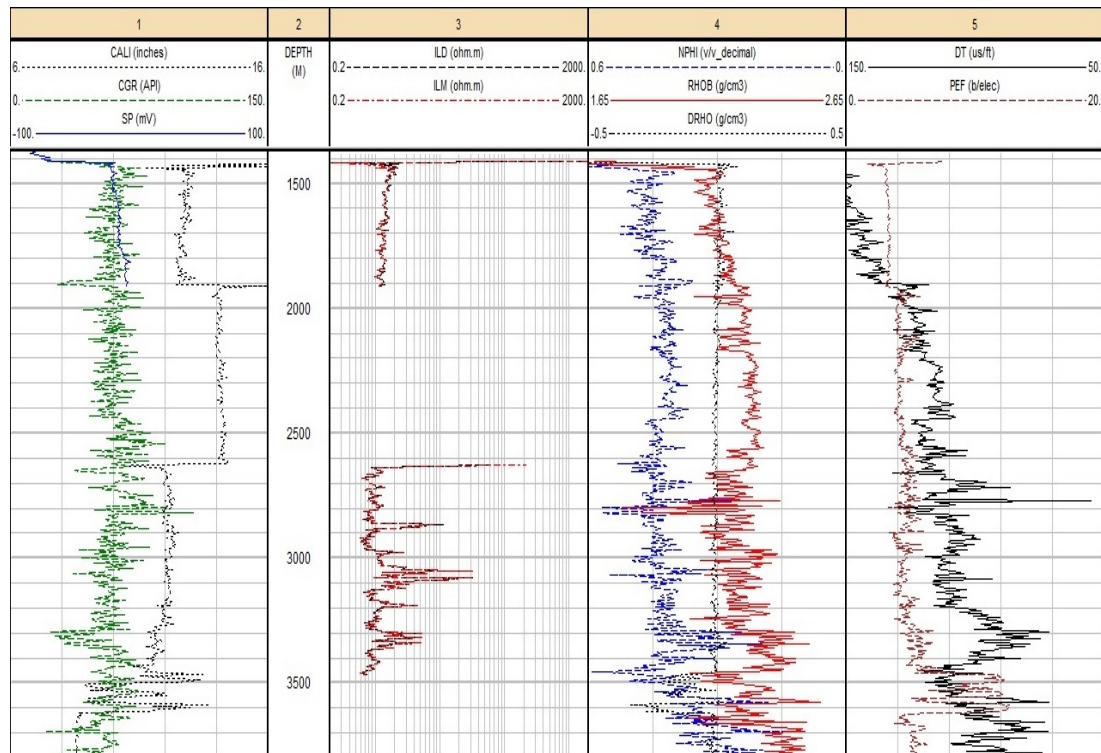 1 2 3 4 5
CALI (inches)
6. 16.
CGR (API)
0. 150.
SP (mV)
-100. 100.
DEPTH
(M)
ILD (ohm.m)
0.2 2000.
ILM (ohm.m)
0.2 2000.
NPHI (v/v_decimal)
0.6 0.
RHOB (g/cm3)
1.65 2.65
DRHO (g/cm3)
-0.5 0.5
DT (us/ft)
150. 50.
PEF (b/elec)
0. 20.
1500
2000
2500
3000
3500